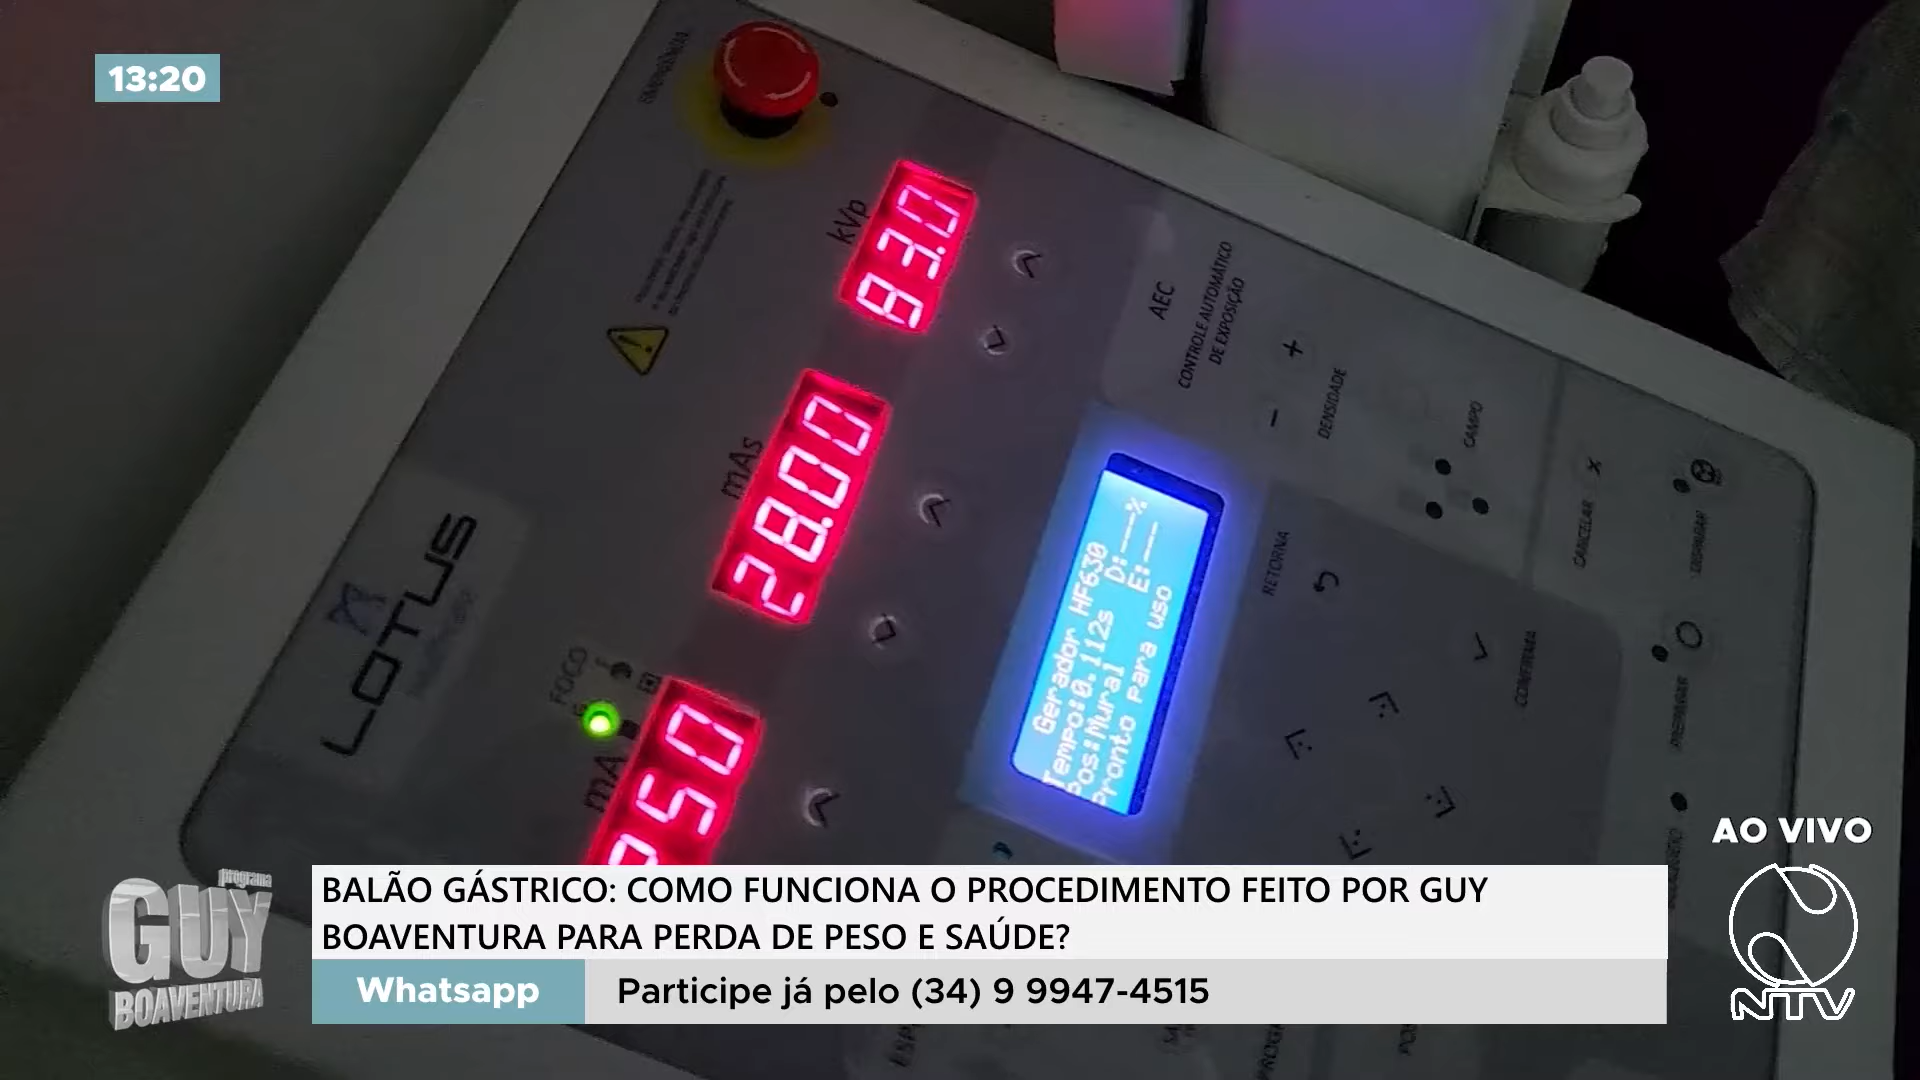 13:20
Emergência
kVp
83.0
AEC
CONTROLE AUTOMÁTICO
DE EXPOSIÇÃO
+
-
DENSIDADE
CAMPO
mAs
28.00
LOTUS
FOCO
mA
250
Gerador HF630
Tempo:0.112s D:---%
Pos:Mural E:---
Pronto para uso
RETORNA
CONFIRMA
CANCELAR X
DISPARAR
PREPARAR
AO VIVO
NTV
programa
GUY
BOAVENTURA
BALÃO GÁSTRICO: COMO FUNCIONA O PROCEDIMENTO FEITO POR GUY
BOAVENTURA PARA PERDA DE PESO E SAÚDE?
Whatsapp
Participe já pelo (34) 9 9947-4515